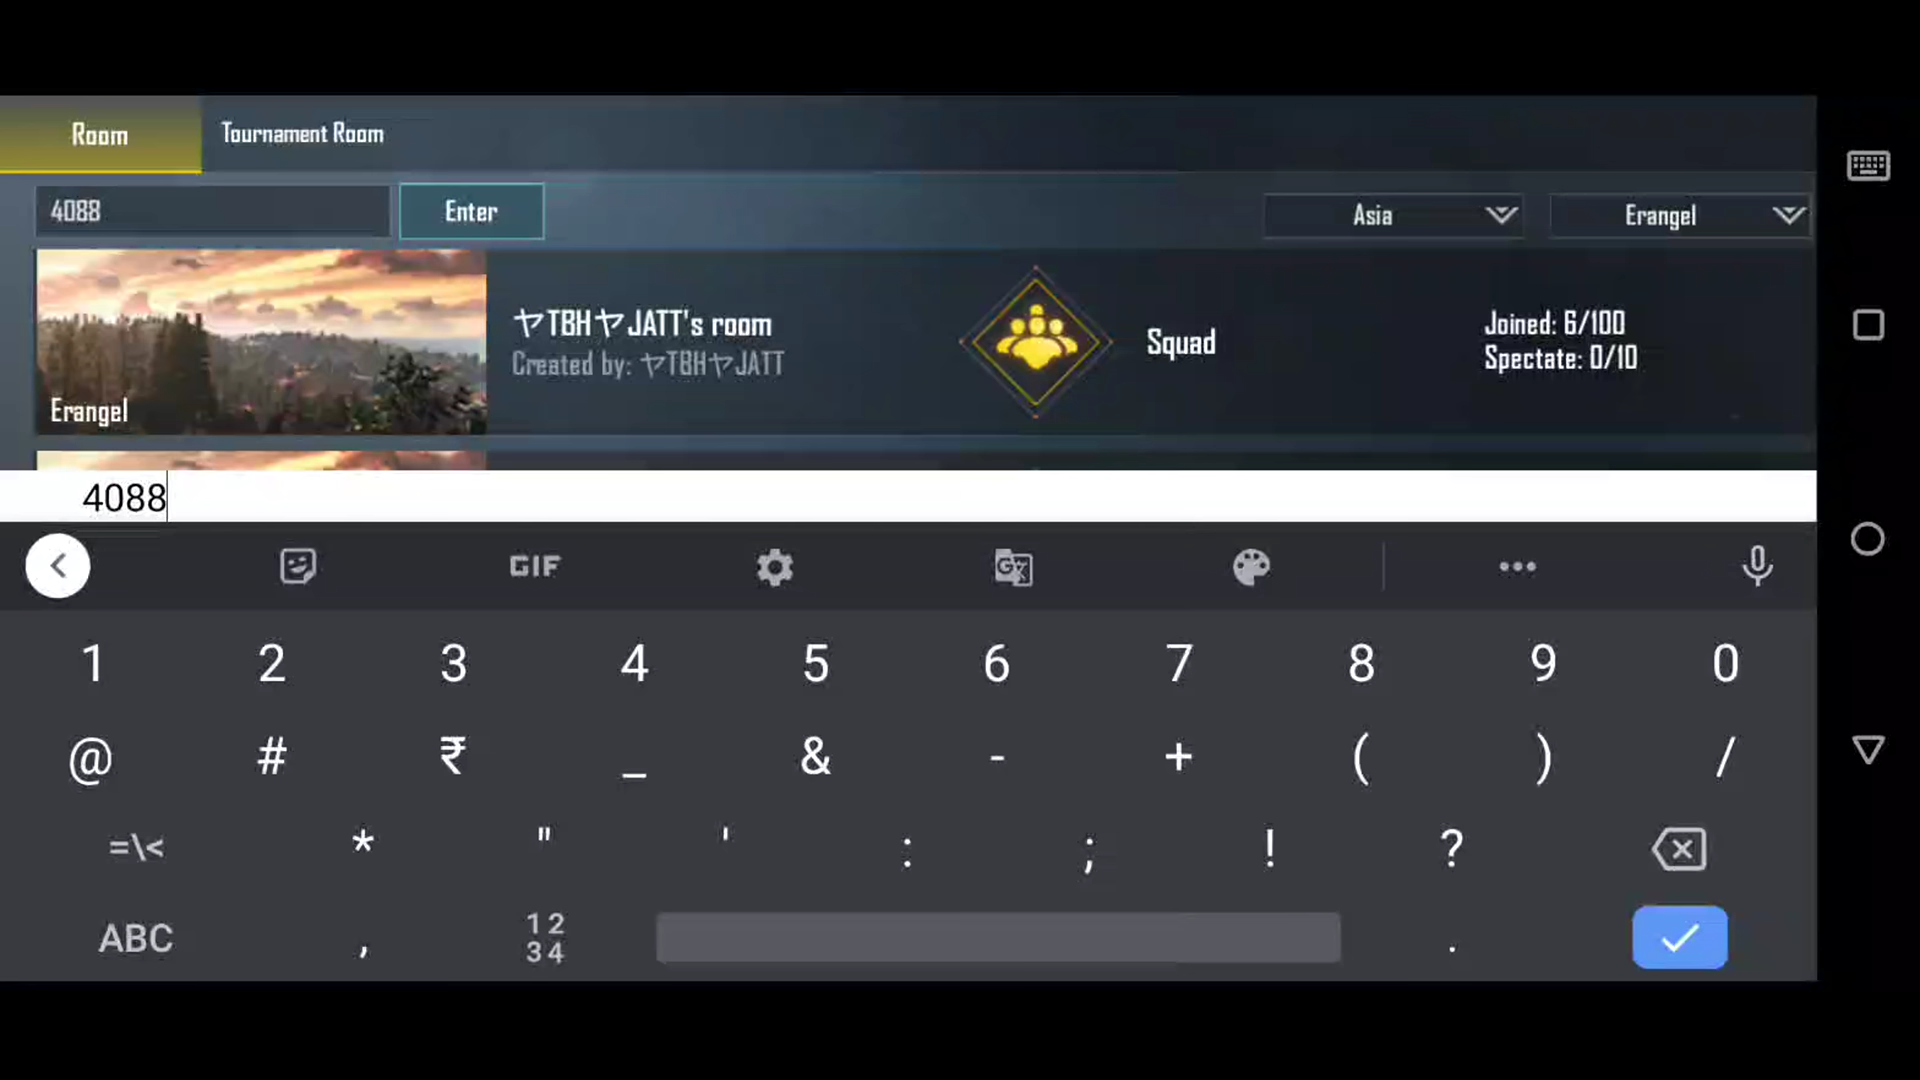 Room
Tournament Room
4088
Enter
Asia
Erangel
ヤTBHヤJATT's room
Created by: ヤTBHヤJATT
Squad
Joined: 6/100
Spectate: 0/10
Erangel
4088
GIF
1 2 3 4 5 6 7 8 9 0
@ # ₹ _ & - + ( ) /
=\< * " ' : ; ! ?
ABC , 12 34 .